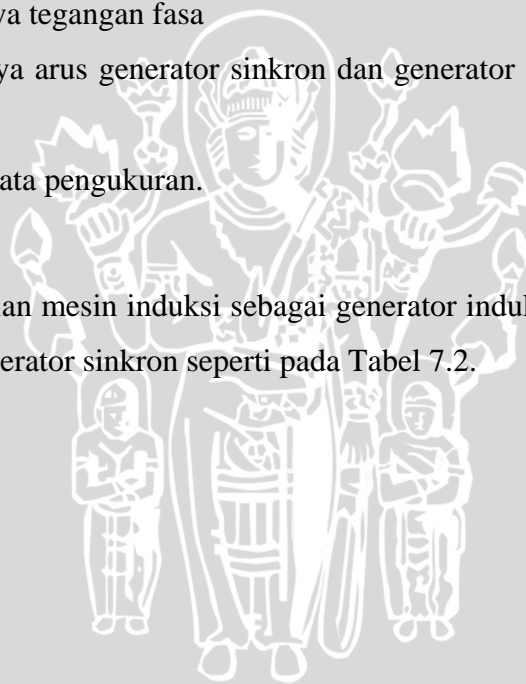 ya tegangan fasa
ya arus generator sinkron dan generator
ata pengukuran.
an mesin induksi sebagai generator induk
nerator sinkron seperti pada Tabel 7.2.